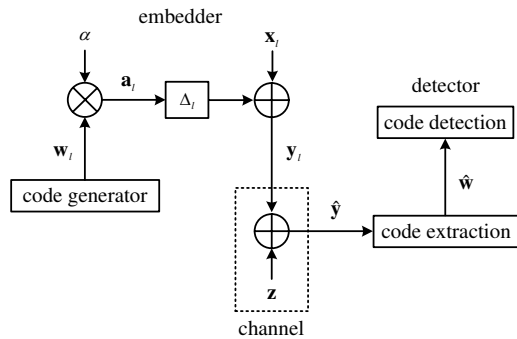 embedder
α
x_l
a_l
Δ_l
detector
code detection
w_l
y_l
ŵ
code generator
ŷ
code extraction
z
channel